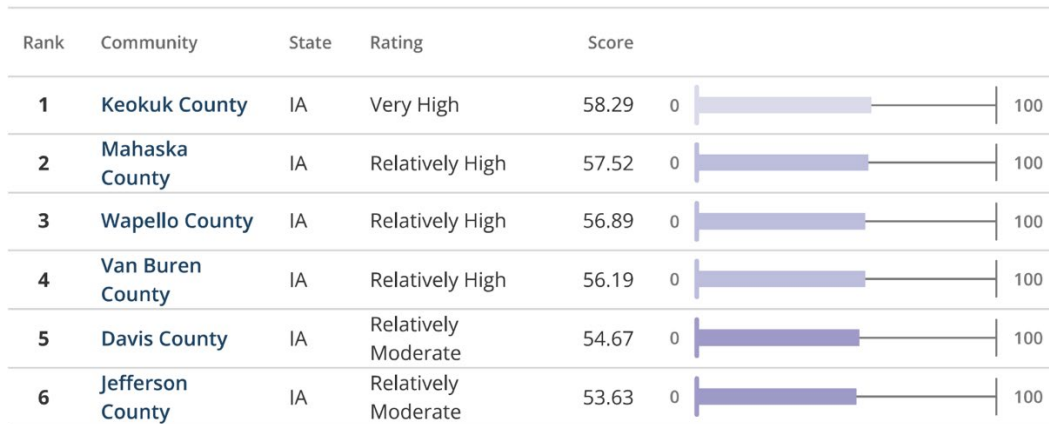 Rank Community State Rating Score
1 Keokuk County IA Very High 58.29 0 100
2 Mahaska County IA Relatively High 57.52 0 100
3 Wapello County IA Relatively High 56.89 0 100
4 Van Buren County IA Relatively High 56.19 0 100
5 Davis County IA Relatively Moderate 54.67 0 100
6 Jefferson County IA Relatively Moderate 53.63 0 100